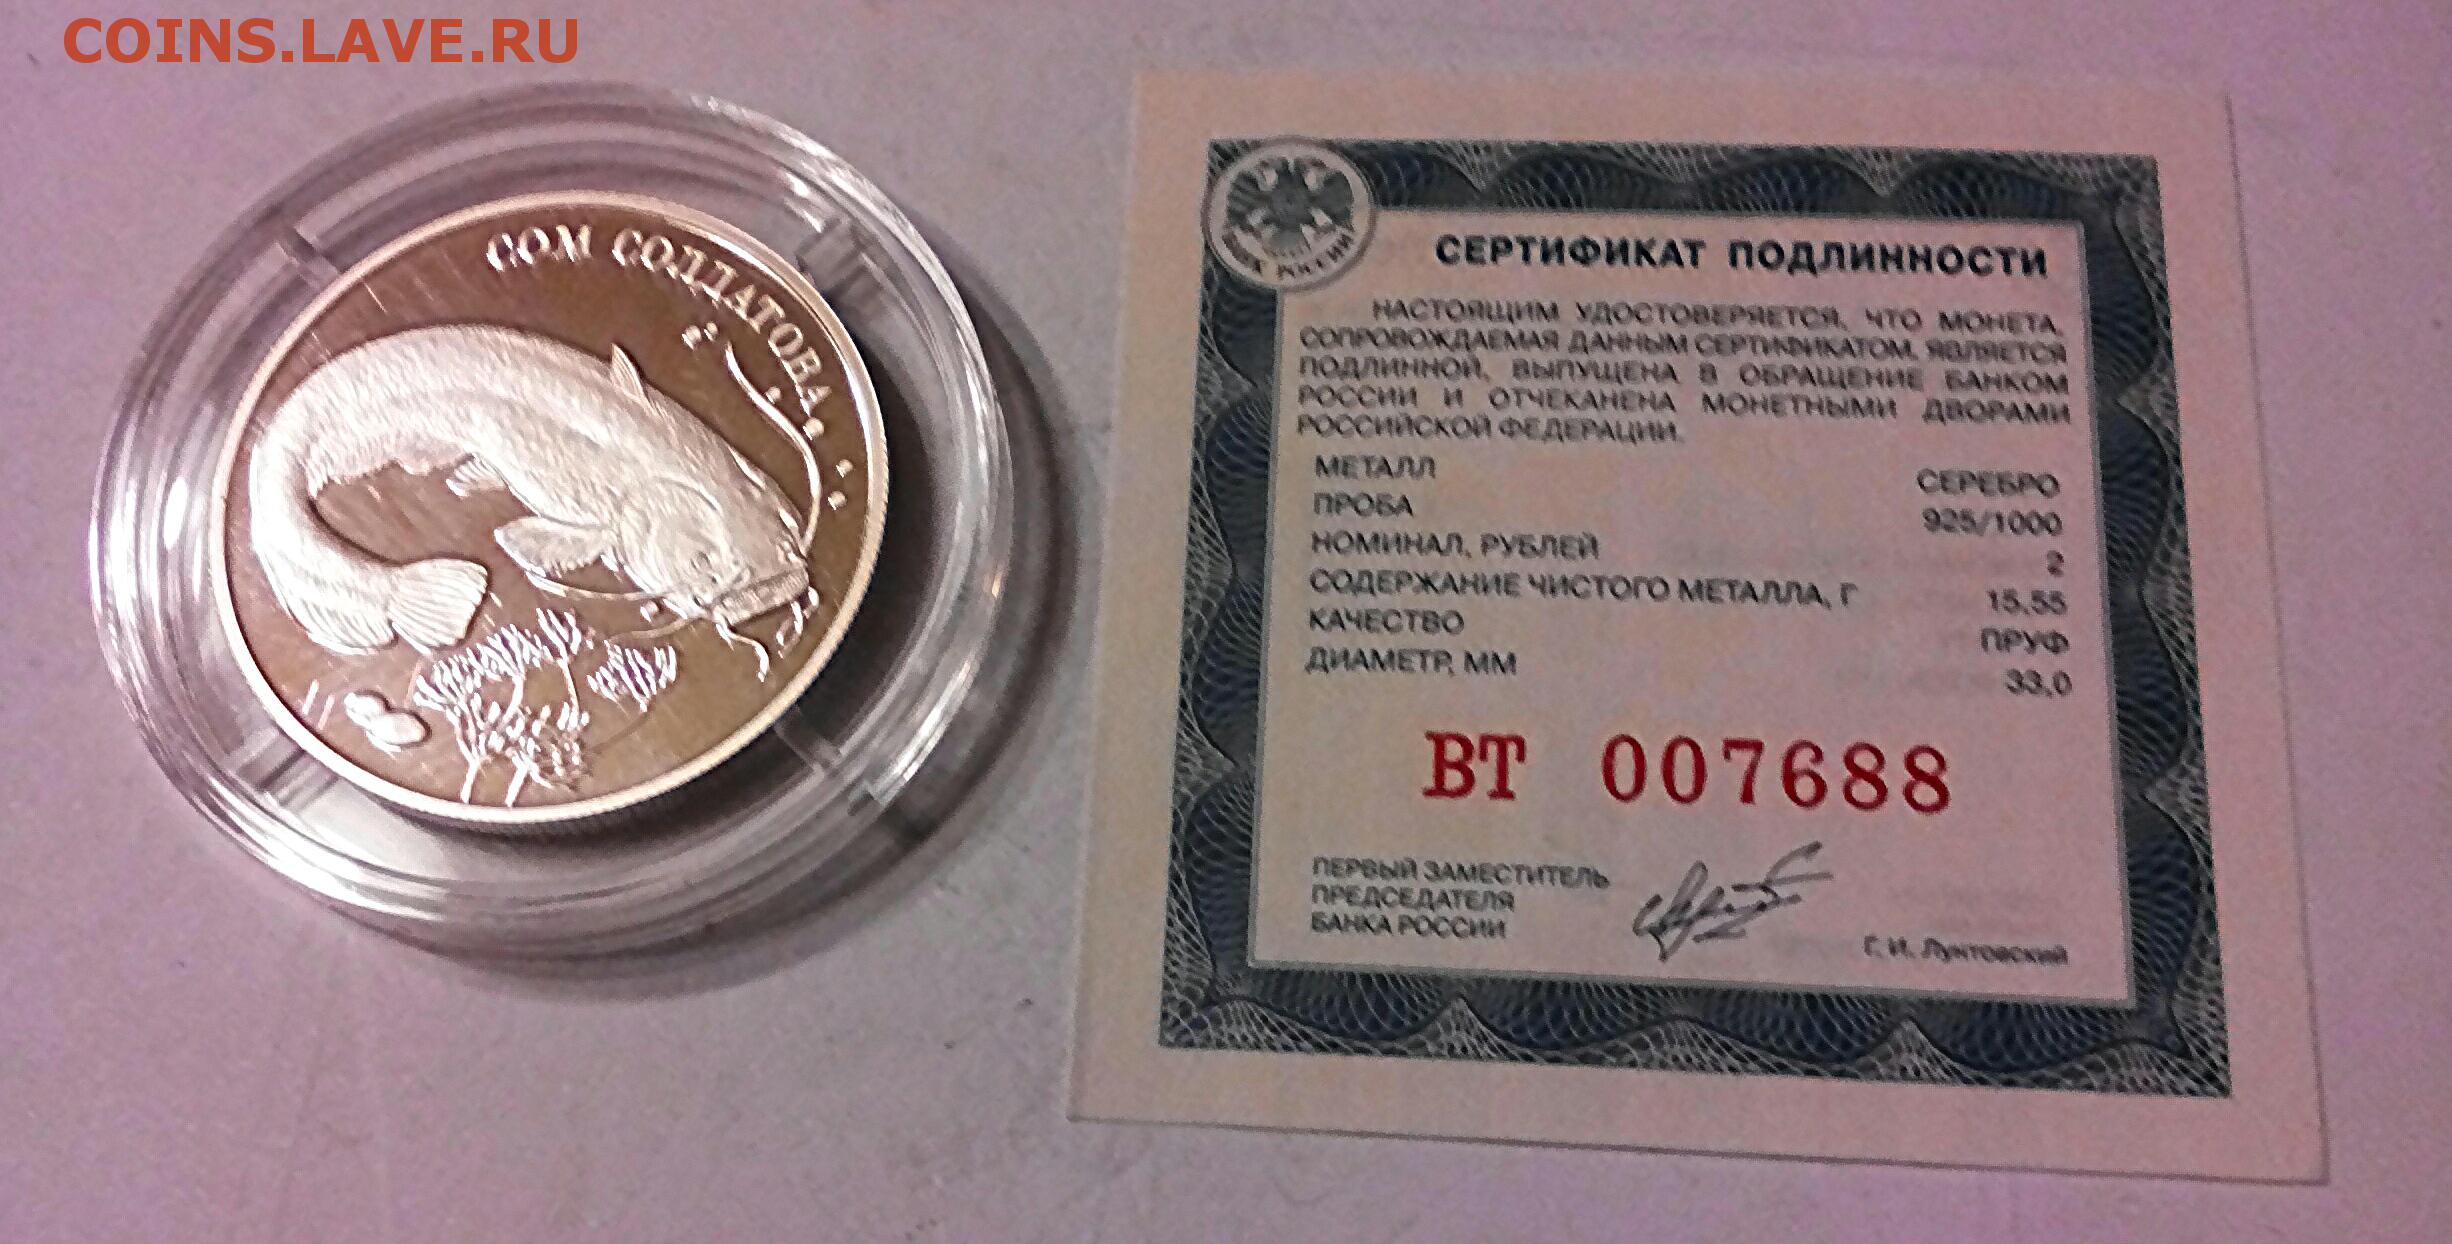 COINS.LAVE.RU
СОМ СОЛДАТОВА
БАНК РОССИИ
СЕРТИФИКАТ ПОДЛИННОСТИ
НАСТОЯЩИМ УДОСТОВЕРЯЕТСЯ, ЧТО МОНЕТА,
СОПРОВОЖДАЕМАЯ ДАННЫМ СЕРТИФИКАТОМ, ЯВЛЯЕТСЯ
ПОДЛИННОЙ, ВЫПУЩЕНА В ОБРАЩЕНИЕ БАНКОМ
РОССИИ И ОТЧЕКАНЕНА МОНЕТНЫМИ ДВОРАМИ
РОССИЙСКОЙ ФЕДЕРАЦИИ.
МЕТАЛЛ СЕРЕБРО
ПРОБА 925/1000
НОМИНАЛ, РУБЛЕЙ 2
СОДЕРЖАНИЕ ЧИСТОГО МЕТАЛЛА, Г 15,55
КАЧЕСТВО ПРУФ
ДИАМЕТР, ММ 33,0
ВТ 007688
ПЕРВЫЙ ЗАМЕСТИТЕЛЬ
ПРЕДСЕДАТЕЛЯ
БАНКА РОССИИ
Г. И. Лунтовский